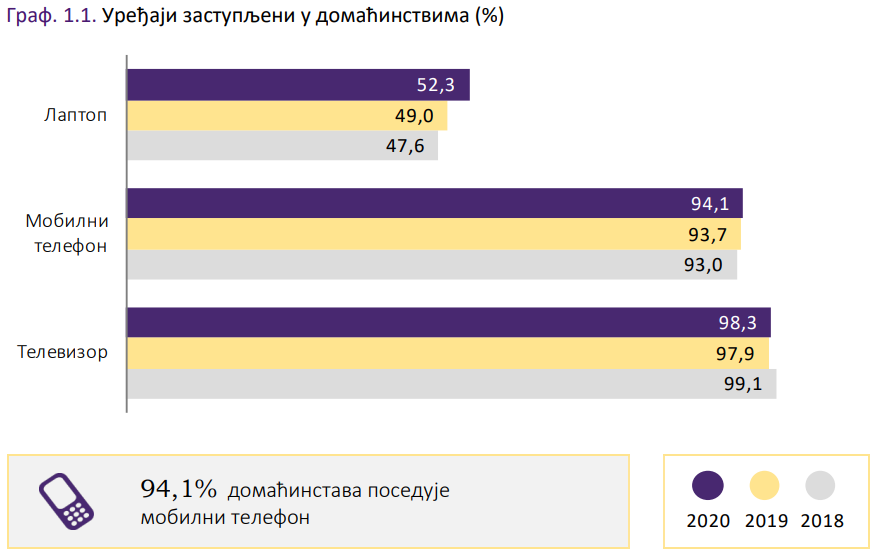 Граф. 1.1. Уређаји заступљени у домаћинствима (%)
Лаптоп
52,3
49,0
47,6
Мобилни
телефон
94,1
93,7
93,0
Телевизор
98,3
97,9
99,1
94,1% домаћинстава поседује
мобилни телефон
2020 2019 2018